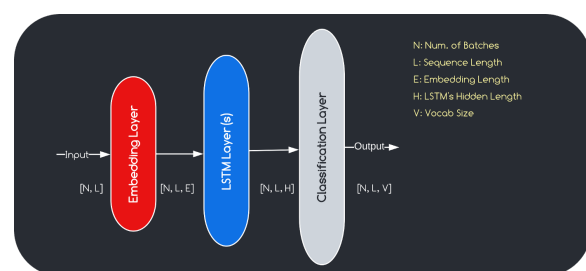 N: Num. of Batches
L: Sequence Length
E: Embedding Length
H: LSTM's Hidden Length
V: Vocab Size
Input
Embedding Layer
LSTM Layer(s)
Classification Layer
Output
[N, L]
[N, L, E]
[N, L, H]
[N, L, V]